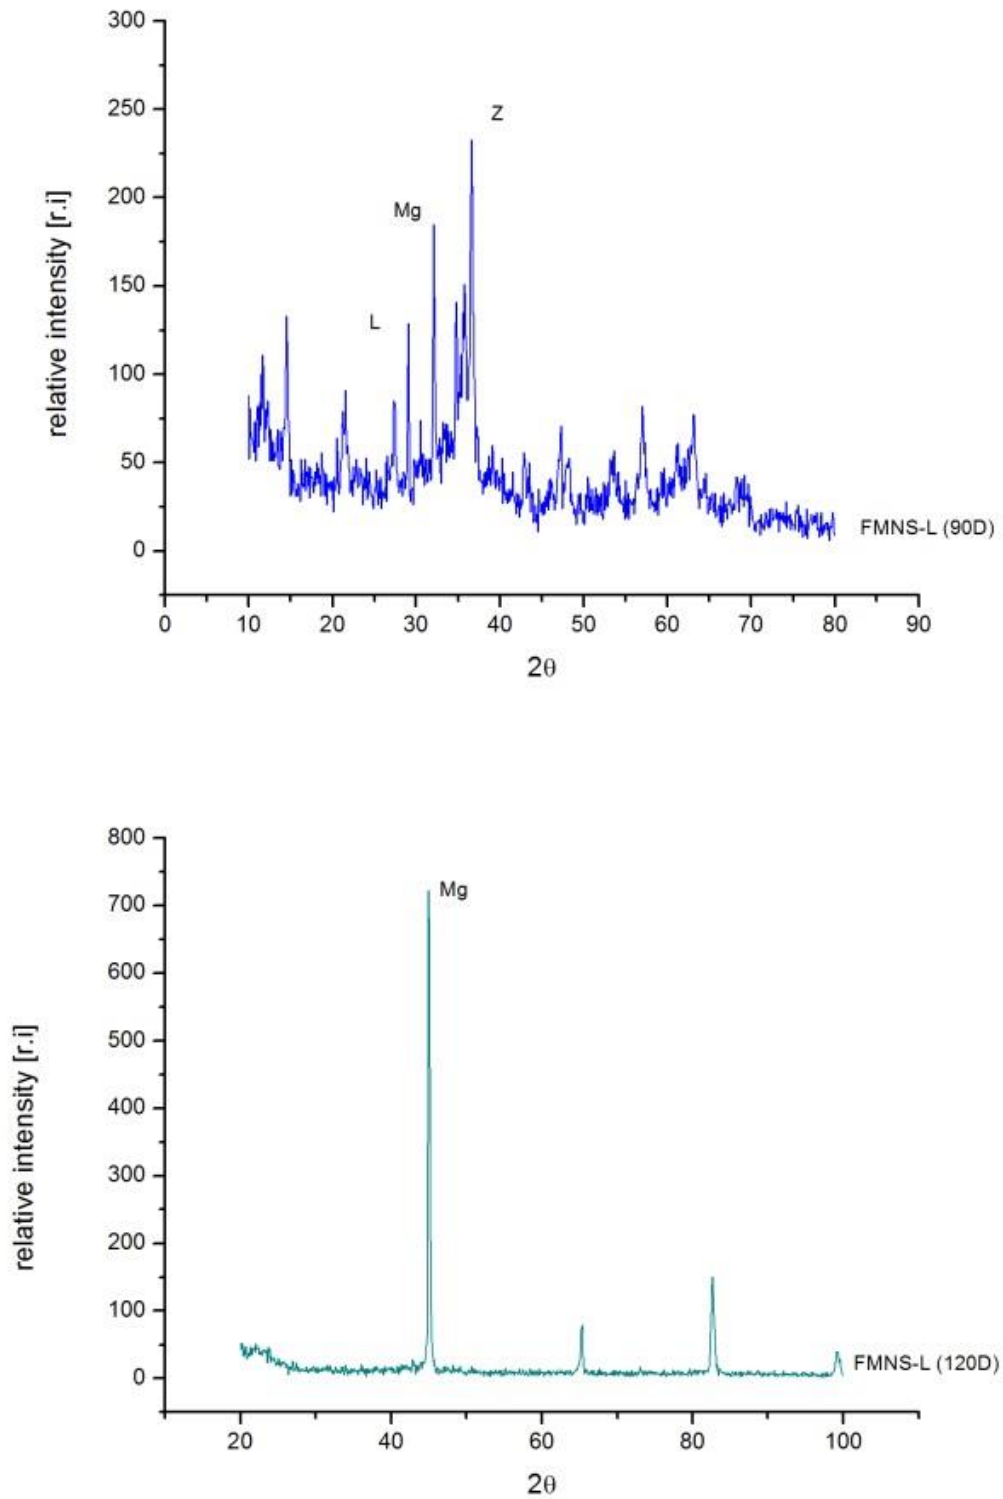 300
250
Z
200
Mg
relative intensity [r.i]
150
L
100
50
0
FMNS-L (90D)
0 10 20 30 40 50 60 70 80 90
2θ
800
Mg
700
600
500
relative intensity [r.i]
400
300
200
100
0
FMNS-L (120D)
20 40 60 80 100
2θ